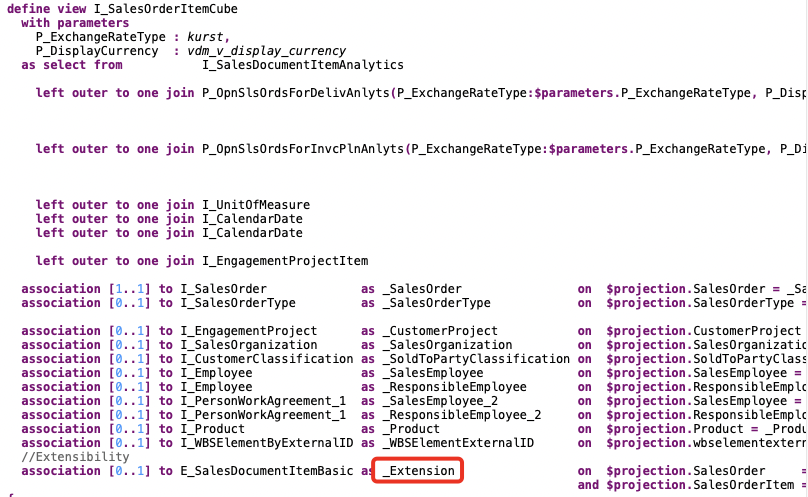 define view I_SalesOrderItemCube
with parameters
P_ExchangeRateType : kurst,
P_DisplayCurrency : vdm_v_display_currency
as select from I_SalesDocumentItemAnalytics
left outer to one join P_OpnSlsOrdsForDelivAnlyts(P_ExchangeRateType:$parameters.P_ExchangeRateType, P_Disp
left outer to one join P_OpnSlsOrdsForInvcPlnAnlyts(P_ExchangeRateType:$parameters.P_ExchangeRateType, P_Di
left outer to one join I_UnitOfMeasure
left outer to one join I_CalendarDate
left outer to one join I_CalendarDate
left outer to one join I_EngagementProjectItem
association [1..1] to I_SalesOrder as _SalesOrder on $projection.SalesOrder = _Sa
association [0..1] to I_SalesOrderType as _SalesOrderType on $projection.SalesOrderType =
association [0..1] to I_EngagementProject as _CustomerProject on $projection.CustomerProject
association [0..1] to I_SalesOrganization as _SalesOrganization on $projection.SalesOrganizatio
association [0..1] to I_CustomerClassification as _SoldToPartyClassification on $projection.SoldToPartyClass
association [0..1] to I_Employee as _SalesEmployee on $projection.SalesEmployee =
association [0..1] to I_Employee as _ResponsibleEmployee on $projection.ResponsibleEmplo
association [0..1] to I_PersonWorkAgreement_1 as _SalesEmployee_2 on $projection.SalesEmployee =
association [0..1] to I_PersonWorkAgreement_1 as _ResponsibleEmployee_2 on $projection.ResponsibleEmplo
association [0..1] to I_Product as _Product on $projection.Product = _Produ
association [0..1] to I_WBSElementByExternalID as _WBSElementExternalID on $projection.wbselementextern
//Extensibility
association [0..1] to E_SalesDocumentItemBasic as _Extension on $projection.SalesOrder
and $projection.SalesOrderItem =